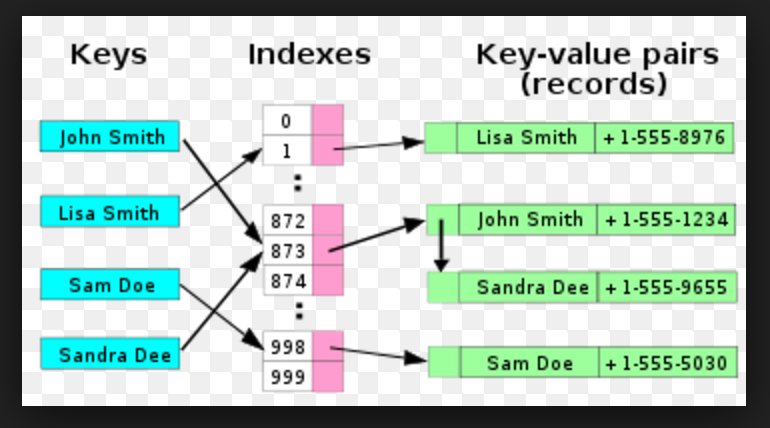 Keys
Indexes
Key-value pairs
(records)
John Smith
Lisa Smith
Sam Doe
Sandra Dee
0
1
:
872
873
874
:
998
999
Lisa Smith +1-555-8976
John Smith +1-555-1234
Sandra Dee +1-555-9655
Sam Doe +1-555-5030